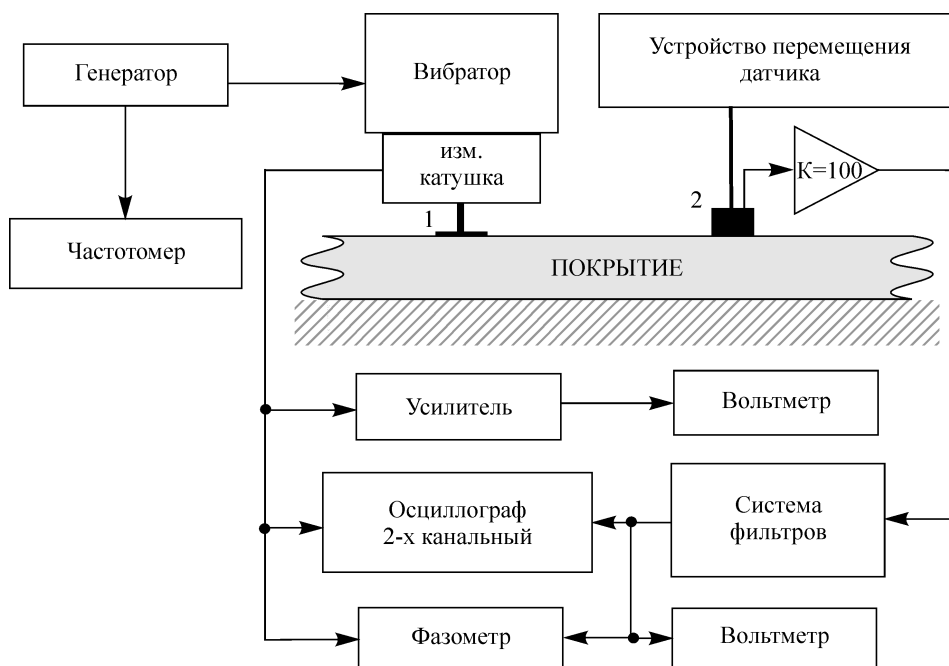 Генератор
Вибратор
Устройство перемещения
датчика
изм.
катушка
К=100
1
2
Частотомер
ПОКРЫТИЕ
Усилитель
Вольтметр
Осциллограф
2-х канальный
Система
фильтров
Фазометр
Вольтметр